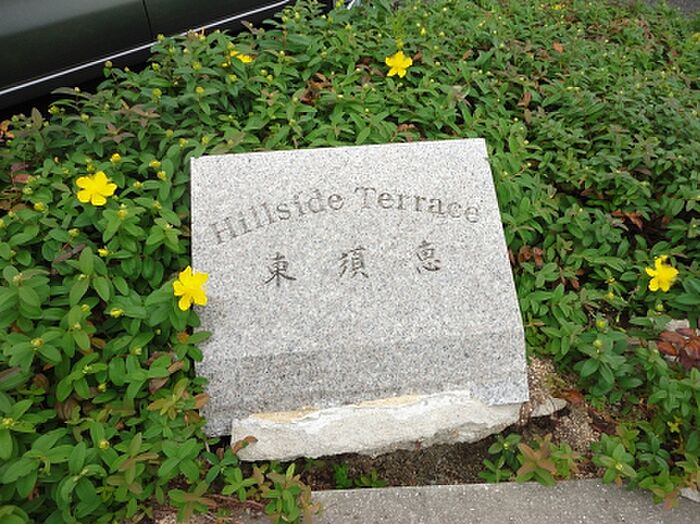 Hillside Terrace
東須恵